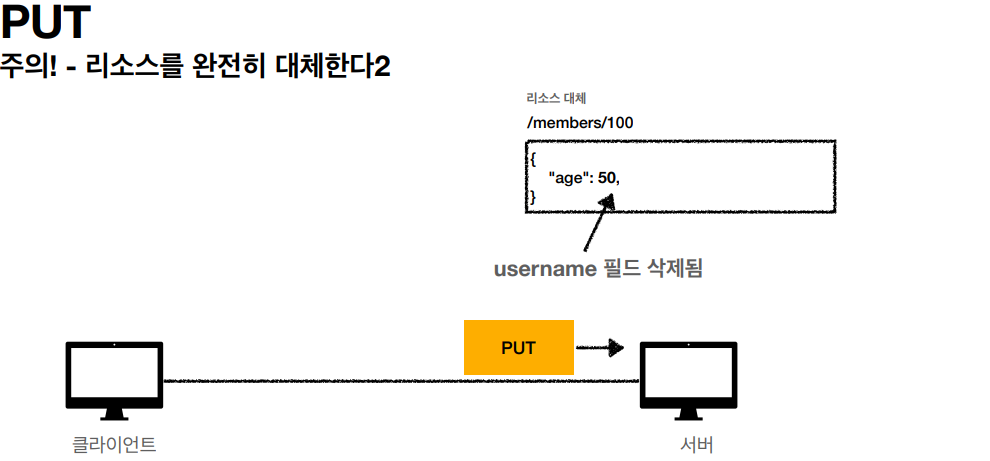 PUT
주의! - 리소스를 완전히 대체한다2
리소스 대체
/members/100
{
"age": 50,
}
username 필드 삭제됨
PUT
클라이언트
서버